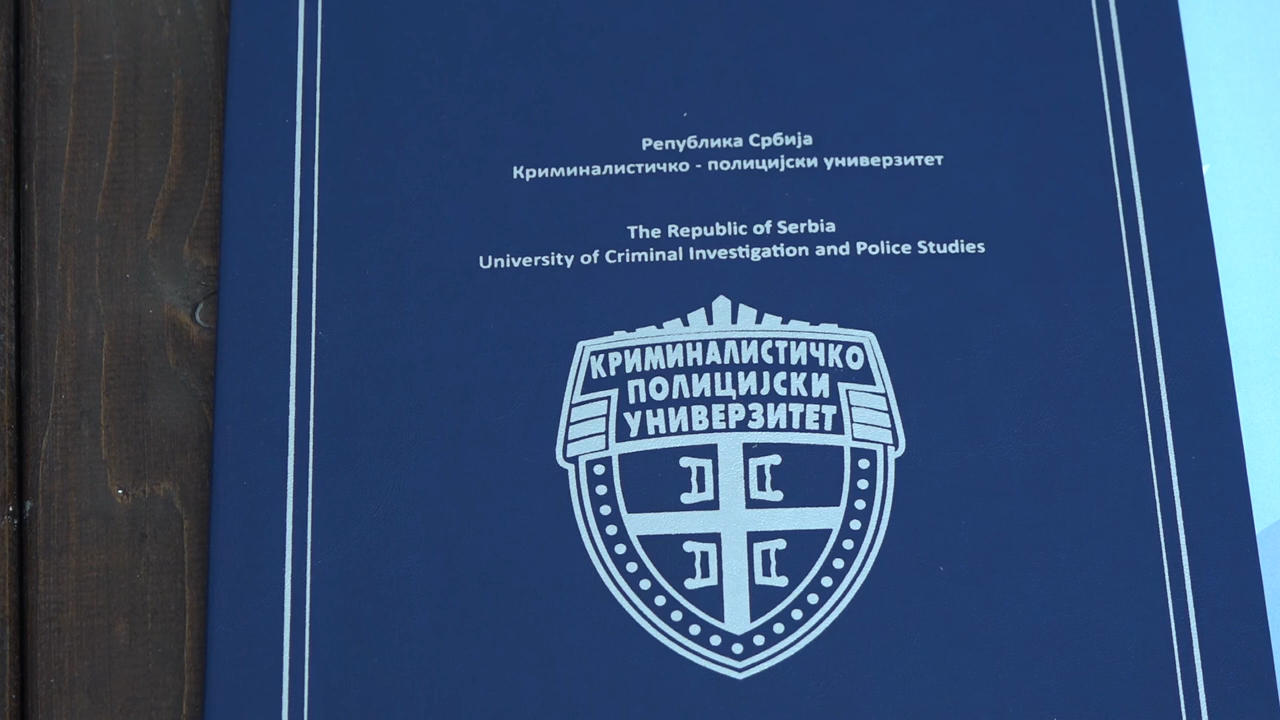 Република Србија
Криминалистичко - полицијски универзитет
The Republic of Serbia
University of Criminal Investigation and Police Studies
КРИМИНАЛИСТИЧКО
ПОЛИЦИЈСКИ
УНИВЕРЗИТЕТ